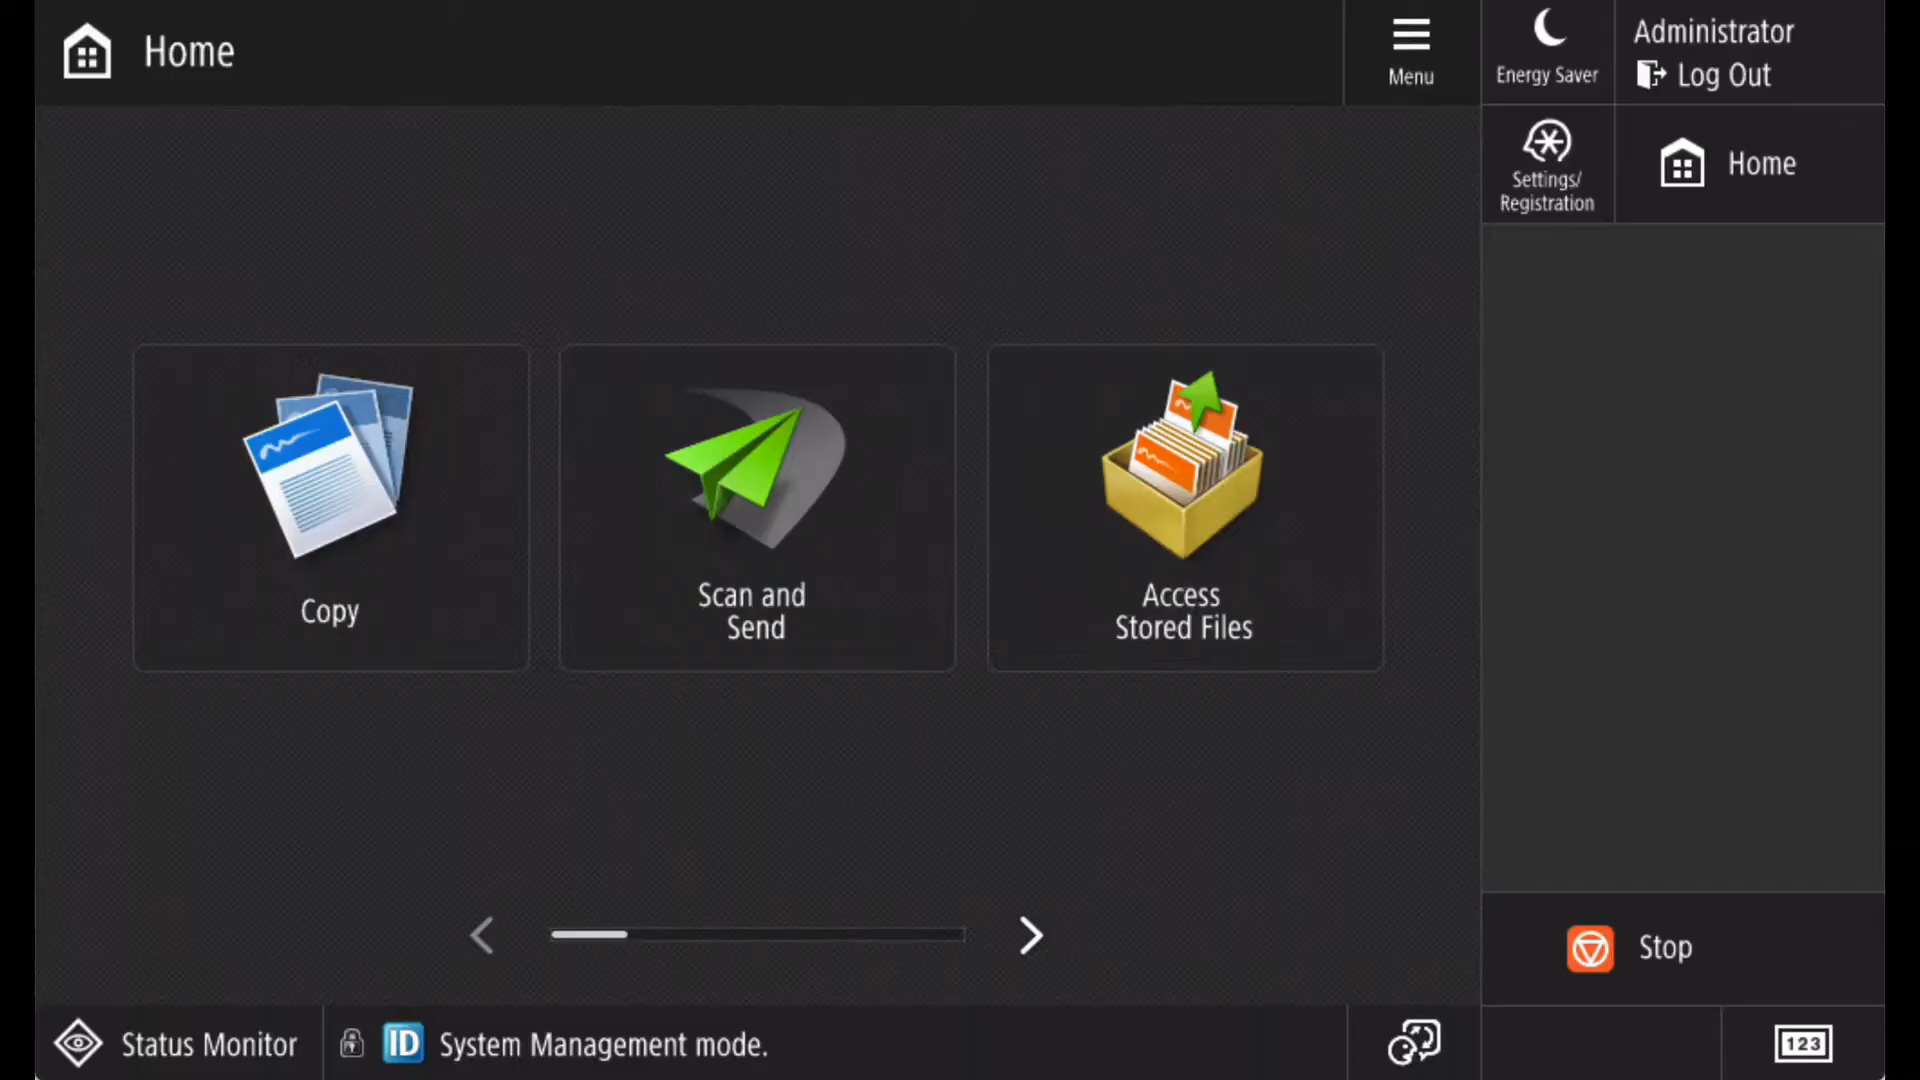 Home
Menu
Energy Saver
Administrator
Log Out
Settings/
Registration
Home
Copy
Scan and
Send
Access
Stored Files
Stop
Status Monitor
ID
System Management mode.
123